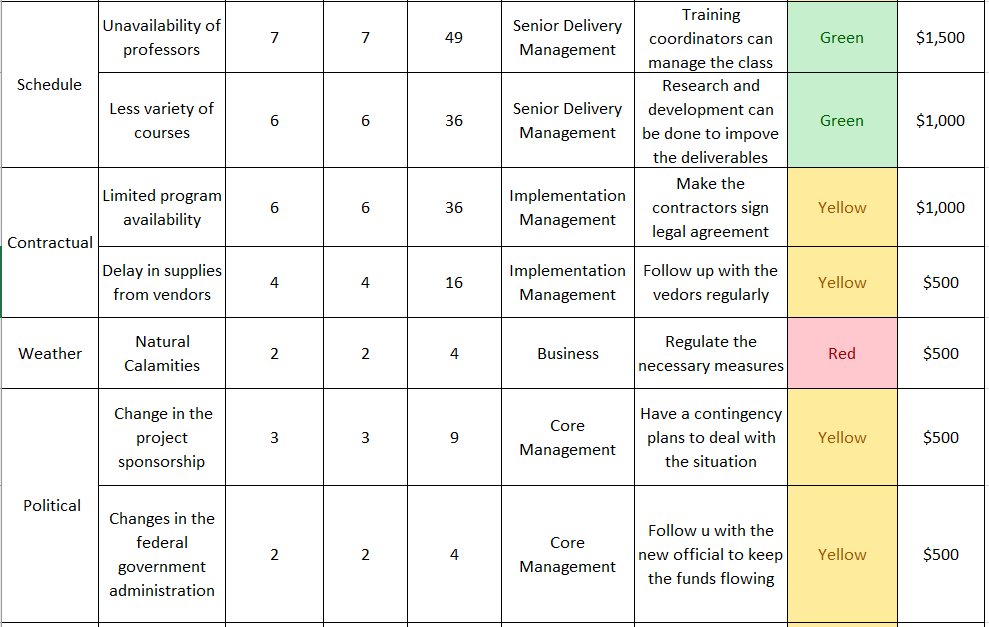 Schedule
Unavailability of
professors
7
7
49
Senior Delivery
Management
Training
coordinators can
manage the class
Green
$1,500
Less variety of
courses
6
6
36
Senior Delivery
Management
Research and
development can
be done to impove
the deliverables
Green
$1,000
Contractual
Limited program
availability
6
6
36
Implementation
Management
Make the
contractors sign
legal agreement
Yellow
$1,000
Delay in supplies
from vendors
4
4
16
Implementation
Management
Follow up with the
vedors regularly
Yellow
$500
Weather
Natural
Calamities
2
2
4
Business
Regulate the
necessary measures
Red
$500
Political
Change in the
project
sponsorship
3
3
9
Core
Management
Have a contingency
plans to deal with
the situation
Yellow
$500
Changes in the
federal
government
administration
2
2
4
Core
Management
Follow u with the
new official to keep
the funds flowing
Yellow
$500